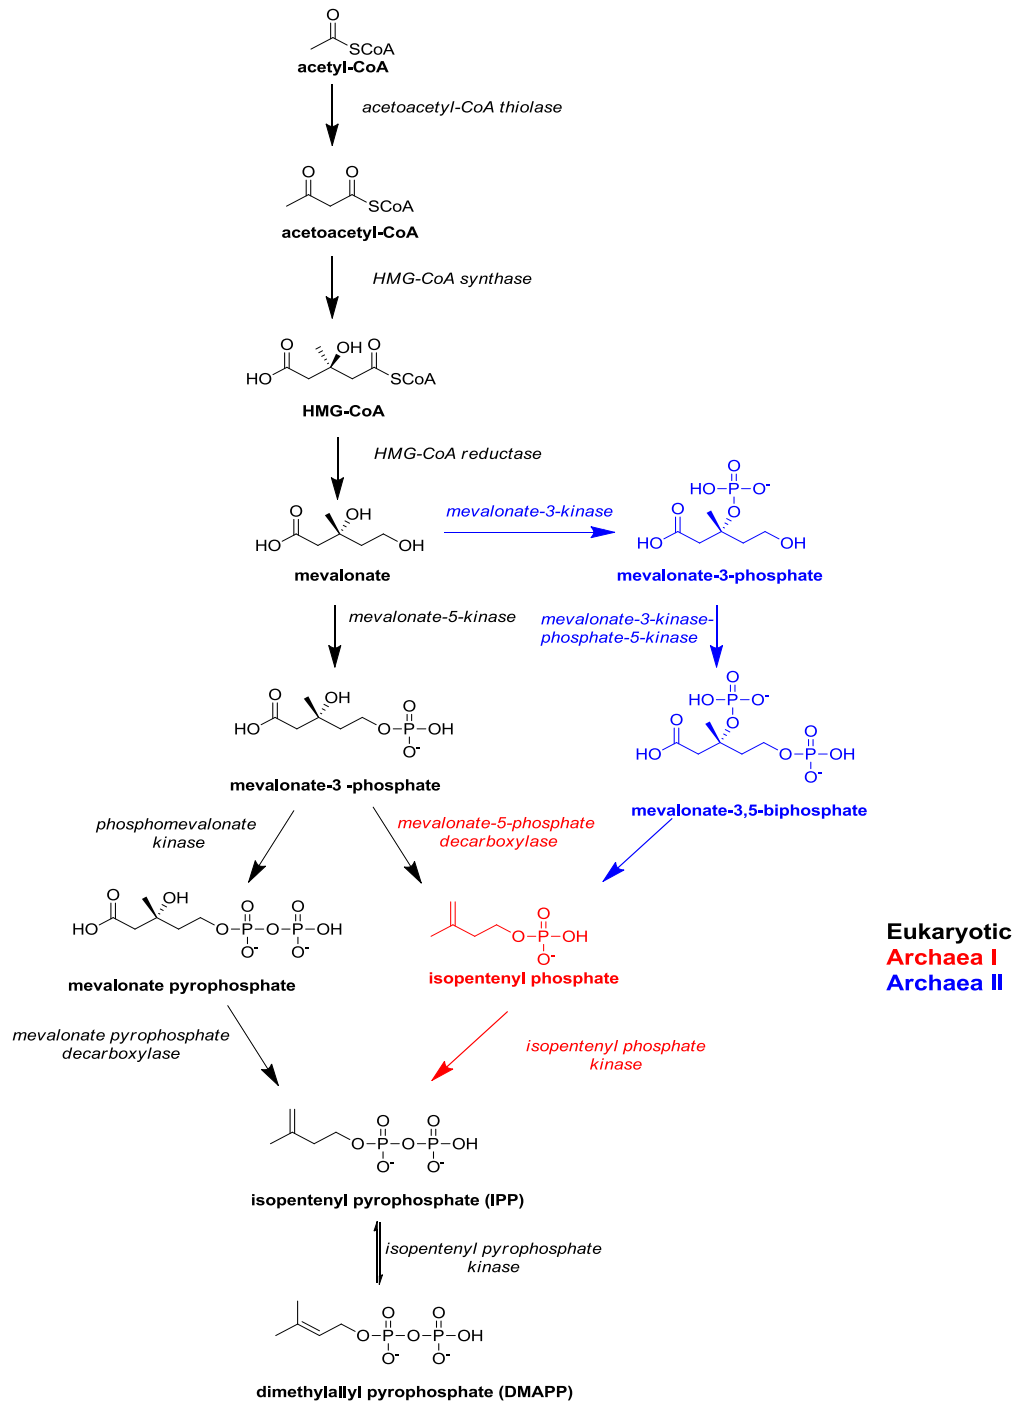 O
SCoA
acetyl-CoA
acetoacetyl-CoA thiolase
O O
SCoA
acetoacetyl-CoA
HMG-CoA synthase
O OH O
HO SCoA
HMG-CoA
HMG-CoA reductase
O
HO-P-O-
O
O OH
HO OH
mevalonate
mevalonate-3-kinase
O
HO OH
mevalonate-3-phosphate
mevalonate-5-kinase
mevalonate-3-kinase-
phosphate-5-kinase
O OH O
HO O-P-OH
O-
mevalonate-3 -phosphate
O
HO-P-O-
O
O O
HO O-P-OH
O-
mevalonate-3,5-biphosphate
phosphomevalonate
kinase
mevalonate-5-phosphate
decarboxylase
O OH O O
HO O-P-O-P-OH
O- O-
mevalonate pyrophosphate
O
O-P-OH
O-
isopentenyl phosphate
Eukaryotic
Archaea I
Archaea II
mevalonate pyrophosphate
decarboxylase
isopentenyl phosphate
kinase
O O
O-P-O-P-OH
O- O-
isopentenyl pyrophosphate (IPP)
isopentenyl pyrophosphate
kinase
O O
O-P-O-P-OH
O- O-
dimethylallyl pyrophosphate (DMAPP)